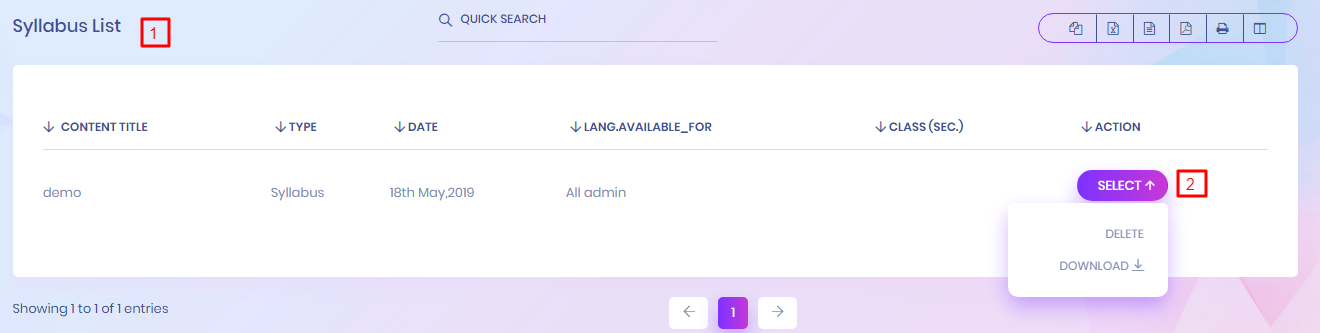 Syllabus List
1
QUICK SEARCH
CONTENT TITLE TYPE DATE LANG.AVAILABLE_FOR CLASS (SEC.) ACTION
demo Syllabus 18th May,2019 All admin SELECT
2
DELETE
DOWNLOAD
Showing 1 to 1 of 1 entries
1